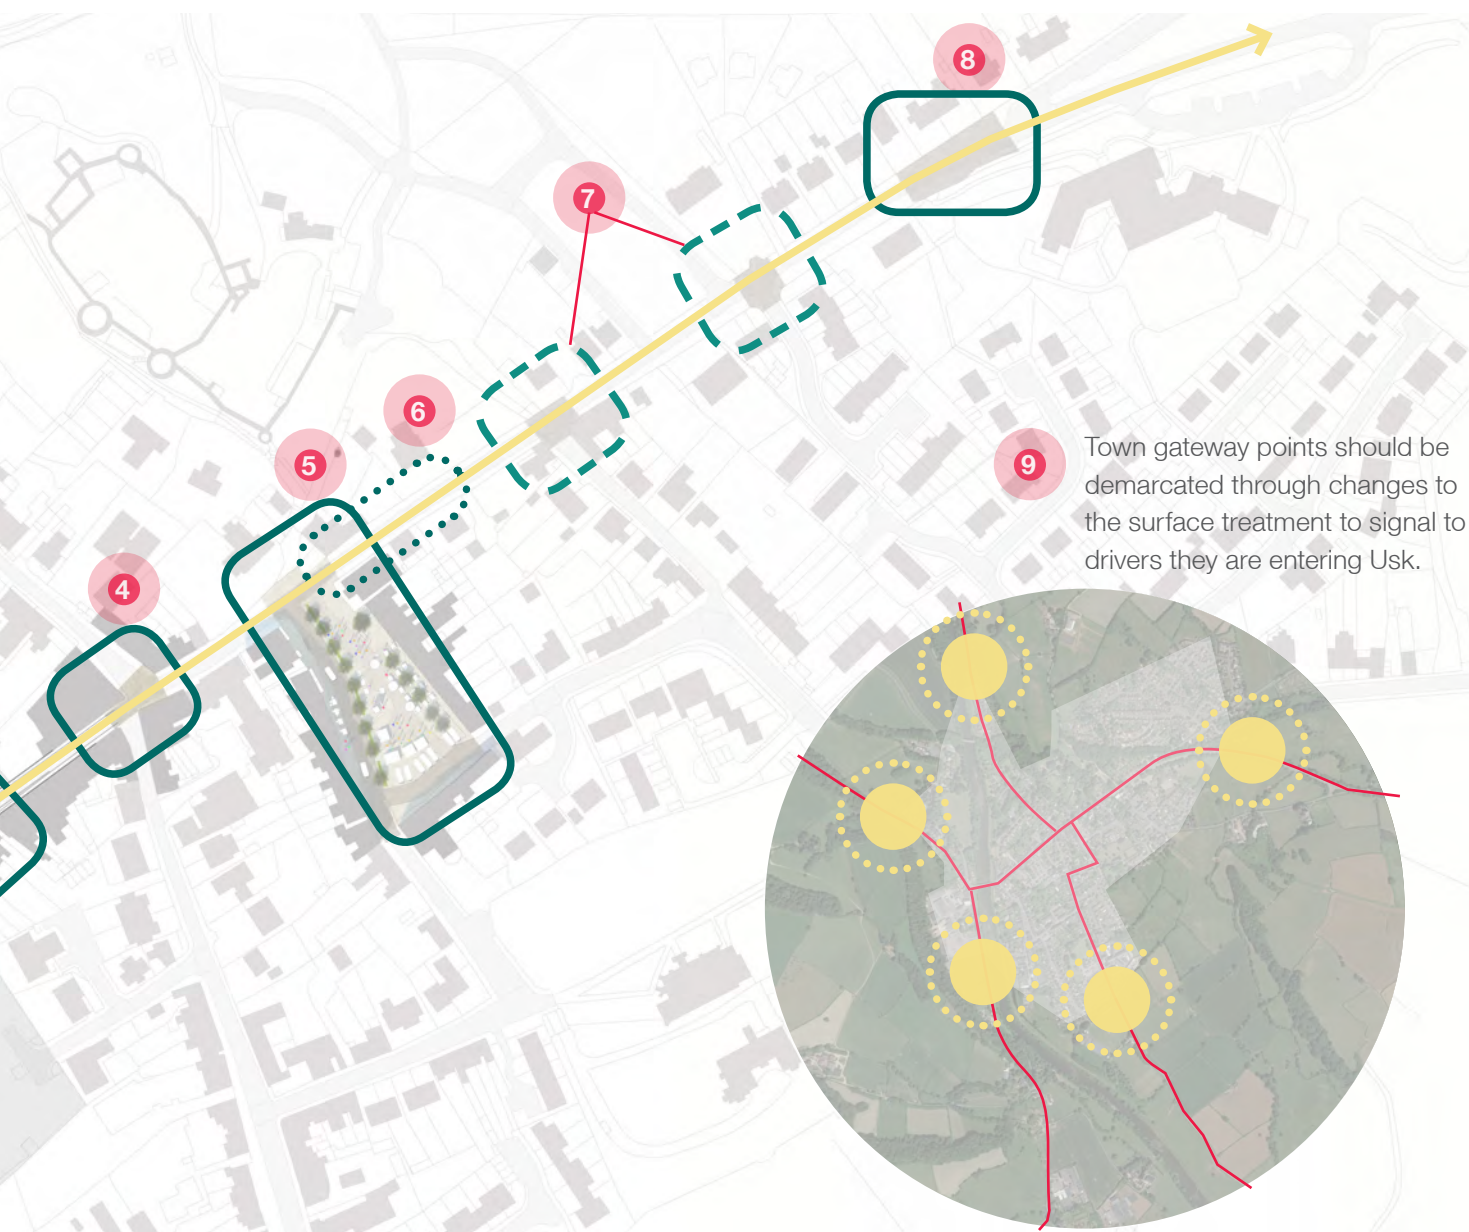 8
7
6
5
4
9
Town gateway points should be
demarcated through changes to
the surface treatment to signal to
drivers they are entering Usk.